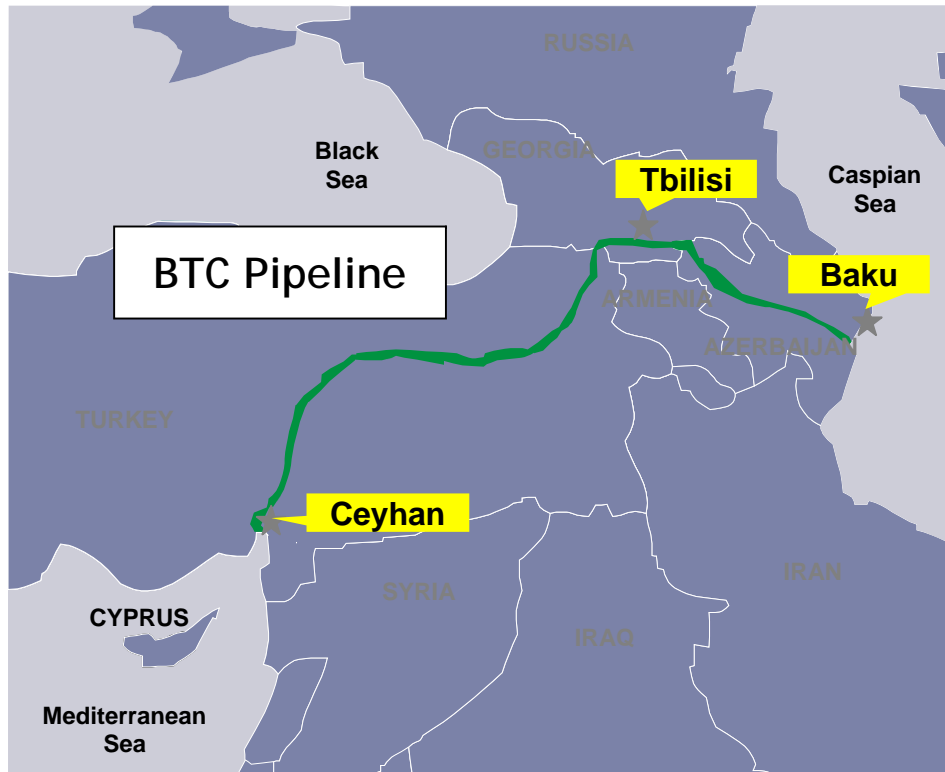 RUSSIA
Black
Sea
GEORGIA
Tbilisi
Caspian
Sea
BTC Pipeline
Baku
ARMENIA
AZERBAIJAN
TURKEY
Ceyhan
IRAN
SYRIA
CYPRUS
IRAQ
Mediterranean
Sea